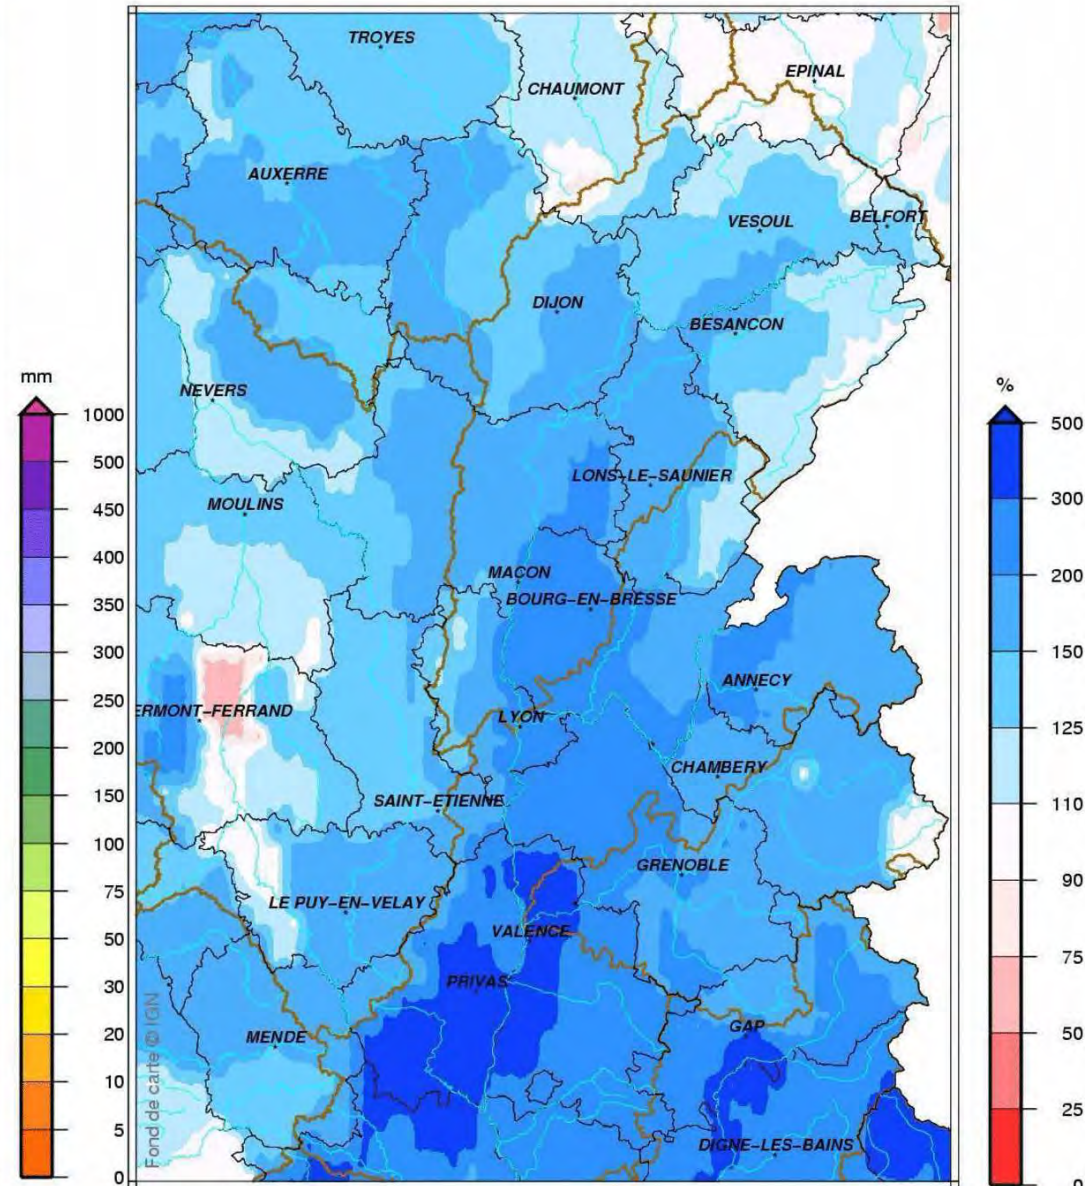 TROYES
CHAUMONT
EPINAL
AUXERRE
VESOUL
BELFORT
DIJON
BESANCON
NEVERS
LONS-LE-SAUNIER
MOULINS
MACON
BOURG-EN-BRESSE
ANNECY
ERMONT-FERRAND
LYON
CHAMBERY
SAINT-ETIENNE
GRENOBLE
LE PUY-EN-VELAY
VALENCE
PRIVAS
MENDE
GAP
DIGNE-LES-BAINS
Fond de carte © IGN
mm
1000
500
450
400
350
300
250
200
150
100
75
50
30
20
10
5
0
%
500
300
200
150
125
110
90
75
50
25
0